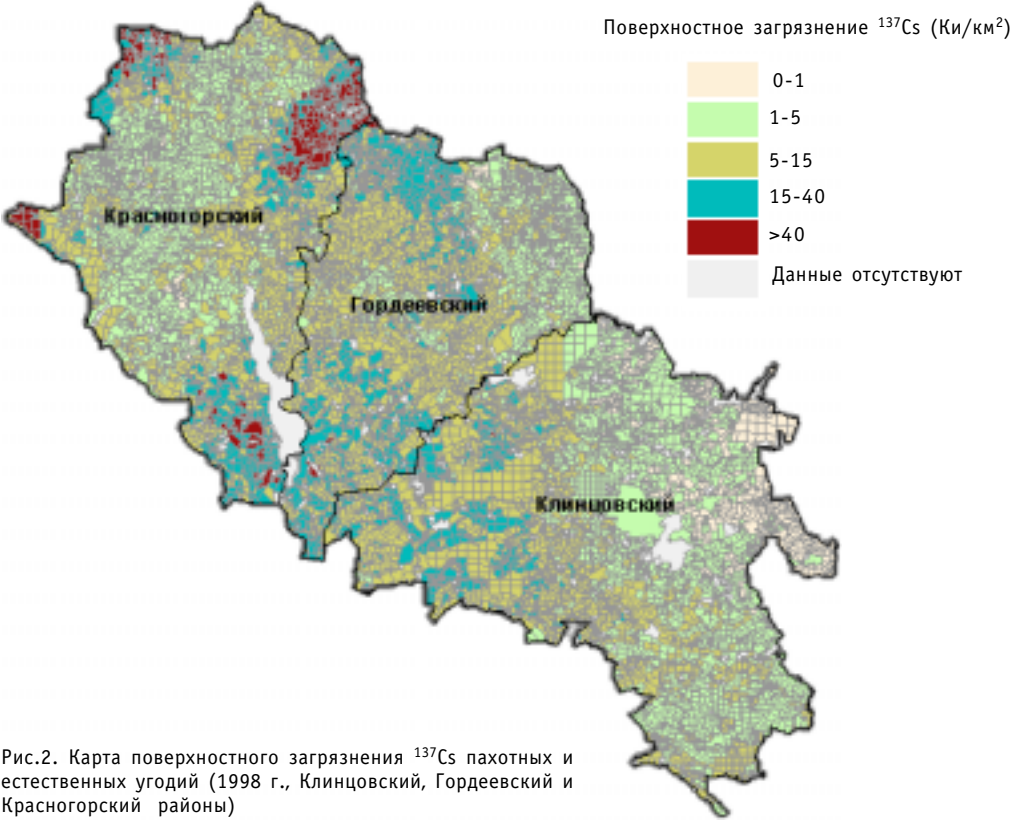 Поверхностное загрязнение ¹³⁷Cs (Ки/км²)
0-1
1-5
5-15
15-40
>40
Данные отсутствуют
Красногорский
Гордеевский
Клинцовский
Рис.2. Карта поверхностного загрязнения ¹³⁷Cs пахотных и
естественных угодий (1998 г., Клинцовский, Гордеевский и
Красногорский районы)